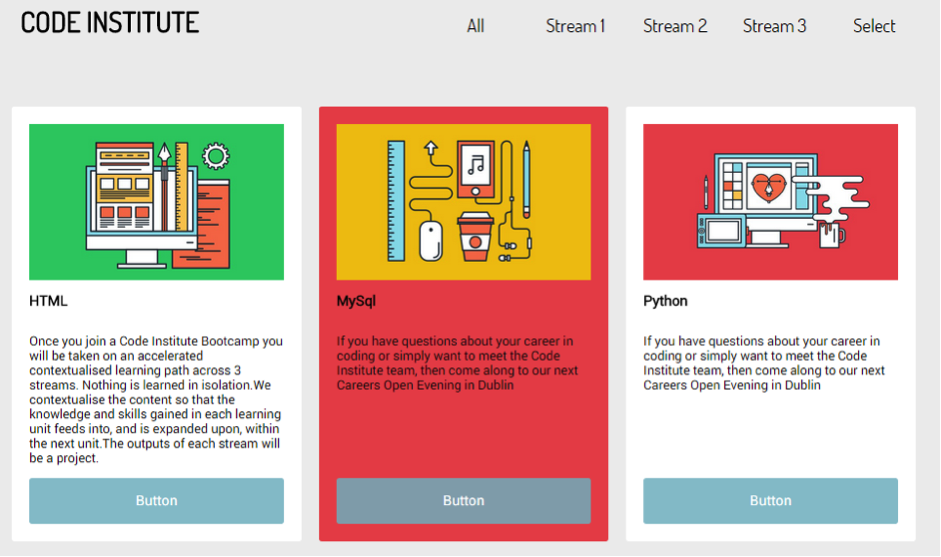 CODE INSTITUTE
All
Stream 1
Stream 2
Stream 3
Select
HTML
Once you join a Code Institute Bootcamp you
will be taken on an accelerated
contextualised learning path across 3
streams. Nothing is learned in isolation.We
contextualise the content so that the
knowledge and skills gained in each learning
unit feeds into, and is expanded upon, within
the next unit.The outputs of each stream will
be a project.
Button
MySql
If you have questions about your career in
coding or simply want to meet the Code
Institute team, then come along to our next
Careers Open Evening in Dublin
Button
Python
If you have questions about your career in
coding or simply want to meet the Code
Institute team, then come along to our next
Careers Open Evening in Dublin
Button